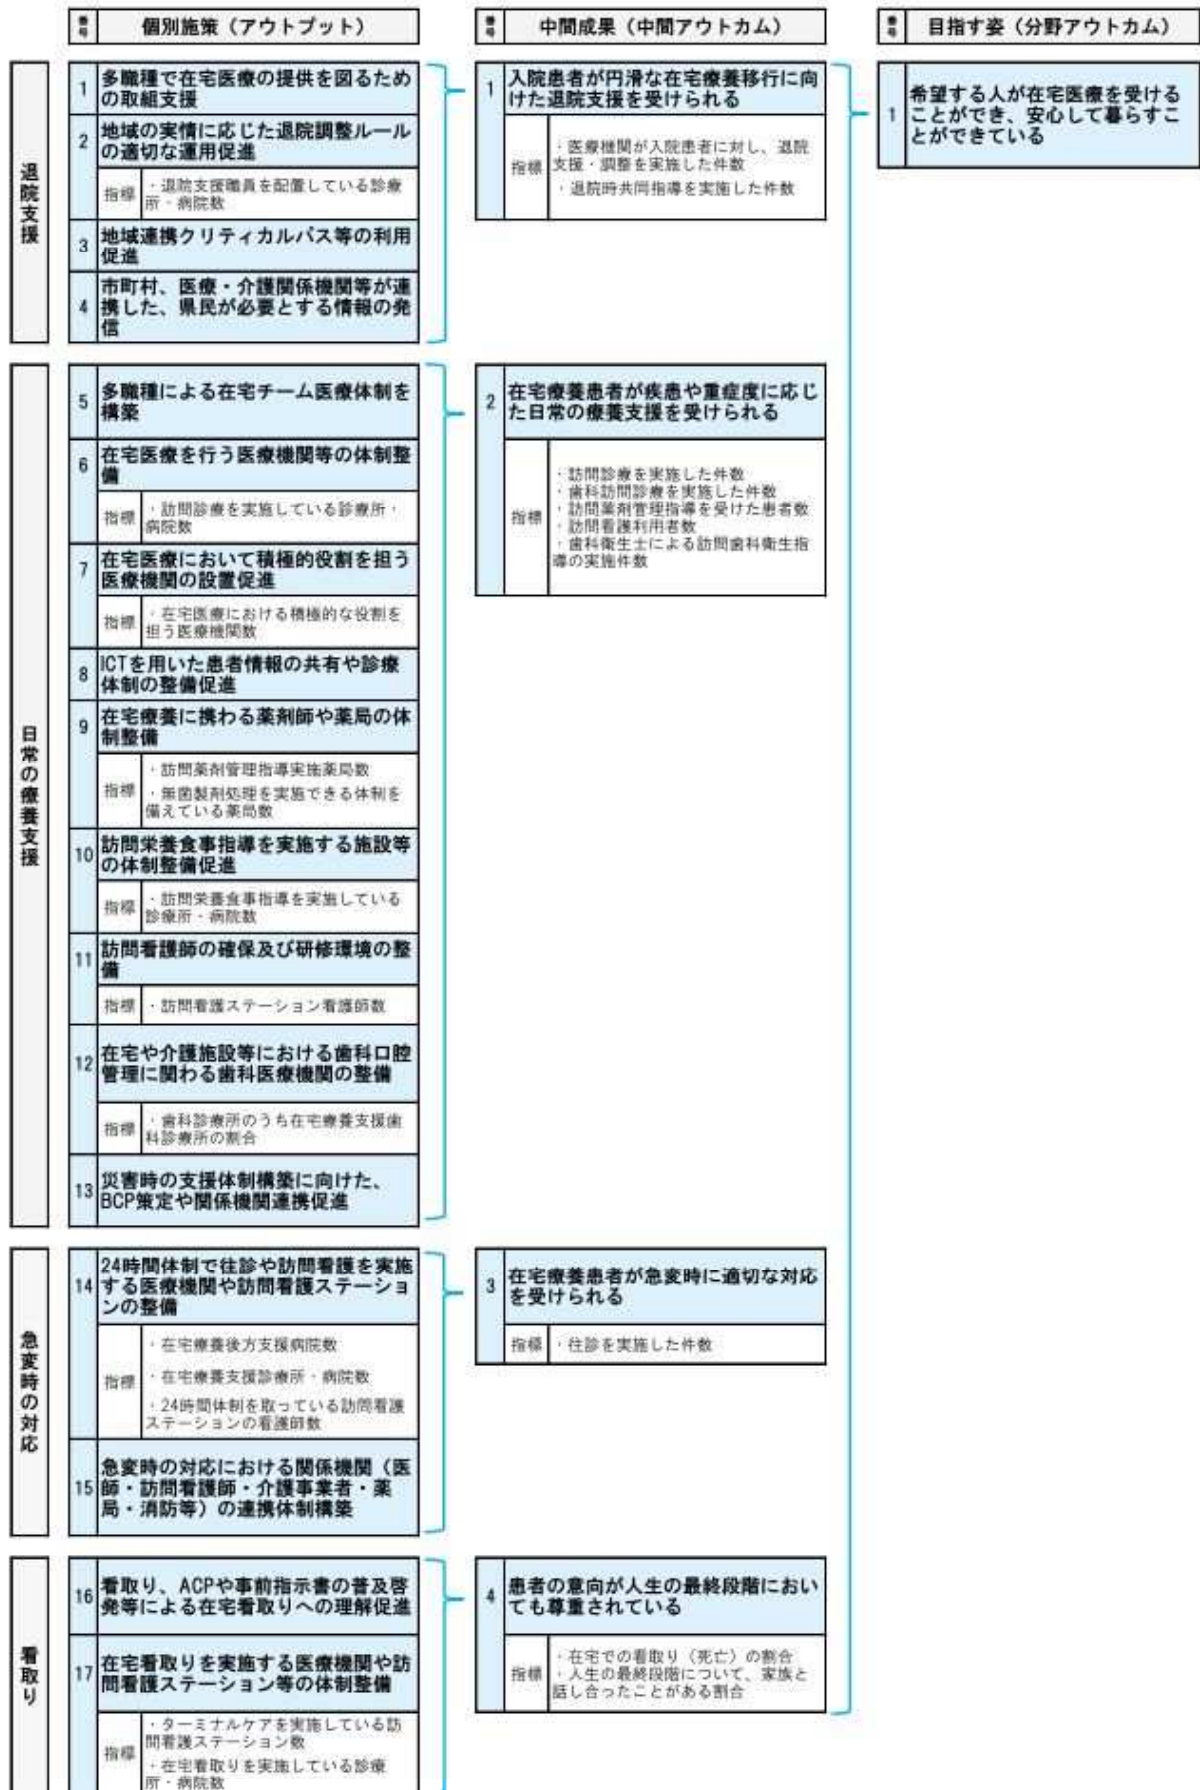 番号
個別施策（アウトプット）
番号
中間成果（中間アウトカム）
番号
目指す姿（分野アウトカム）
退院支援
1
多職種で在宅医療の提供を図るため
の取組支援
2
地域の実情に応じた退院調整ルール
の適切な運用促進
指標
・退院支援職員を配置している診療
所・病院数
3
地域連携クリティカルパス等の利用
促進
4
市町村、医療・介護関係機関等が連
携した、県民が必要とする情報の発
信
1
入院患者が円滑な在宅療養移行に向
けた退院支援を受けられる
指標
・医療機関が入院患者に対し、退院
支援・調整を実施した件数
・退院時共同指導を実施した件数
1
希望する人が在宅医療を受ける
ことができ、安心して暮らすこ
とができている
日常の療養支援
5
多職種による在宅チーム医療体制を
構築
6
在宅医療を行う医療機関等の体制整
備
指標
・訪問診療を実施している診療所・
病院数
7
在宅医療において積極的役割を担う
医療機関の設置促進
指標
・在宅医療における積極的な役割を
担う医療機関数
8
ICTを用いた患者情報の共有や診療
体制の整備促進
9
在宅療養に携わる薬剤師や薬局の体
制整備
指標
・訪問薬剤管理指導実施薬局数
・無菌製剤処理を実施できる体制を
備えている薬局数
10
訪問栄養食事指導を実施する施設等
の体制整備促進
指標
・訪問栄養食事指導を実施している
診療所・病院数
11
訪問看護師の確保及び研修環境の整
備
指標
・訪問看護ステーション看護師数
12
在宅や介護施設等における歯科口腔
管理に関わる歯科医療機関の整備
指標
・歯科診療所のうち在宅療養支援歯
科診療所の割合
13
災害時の支援体制構築に向けた、
BCP策定や関係機関連携促進
2
在宅療養患者が疾患や重症度に応じ
た日常の療養支援を受けられる
指標
・訪問診療を実施した件数
・歯科訪問診療を実施した件数
・訪問薬剤管理指導を受けた患者数
・訪問看護利用者数
・歯科衛生士による訪問歯科衛生指
導の実施件数
急変時の対応
14
24時間体制で往診や訪問看護を実施
する医療機関や訪問看護ステーショ
ンの整備
指標
・在宅療養後方支援病院数
・在宅療養支援診療所・病院数
・24時間体制を取っている訪問看護
ステーションの看護師数
15
急変時の対応における関係機関（医
師・訪問看護師・介護事業者・薬
局・消防等）の連携体制構築
3
在宅療養患者が急変時に適切な対応
を受けられる
指標
・往診を実施した件数
看取り
16
看取り、ACPや事前指示書の普及啓
発等による在宅看取りへの理解促進
17
在宅看取りを実施する医療機関や訪
問看護ステーション等の体制整備
指標
・ターミナルケアを実施している訪
問看護ステーション数
・在宅看取りを実施している診療
所・病院数
4
患者の意向が人生の最終段階におい
ても尊重されている
指標
・在宅での看取り（死亡）の割合
・人生の最終段階について、家族と
話し合ったことがある割合